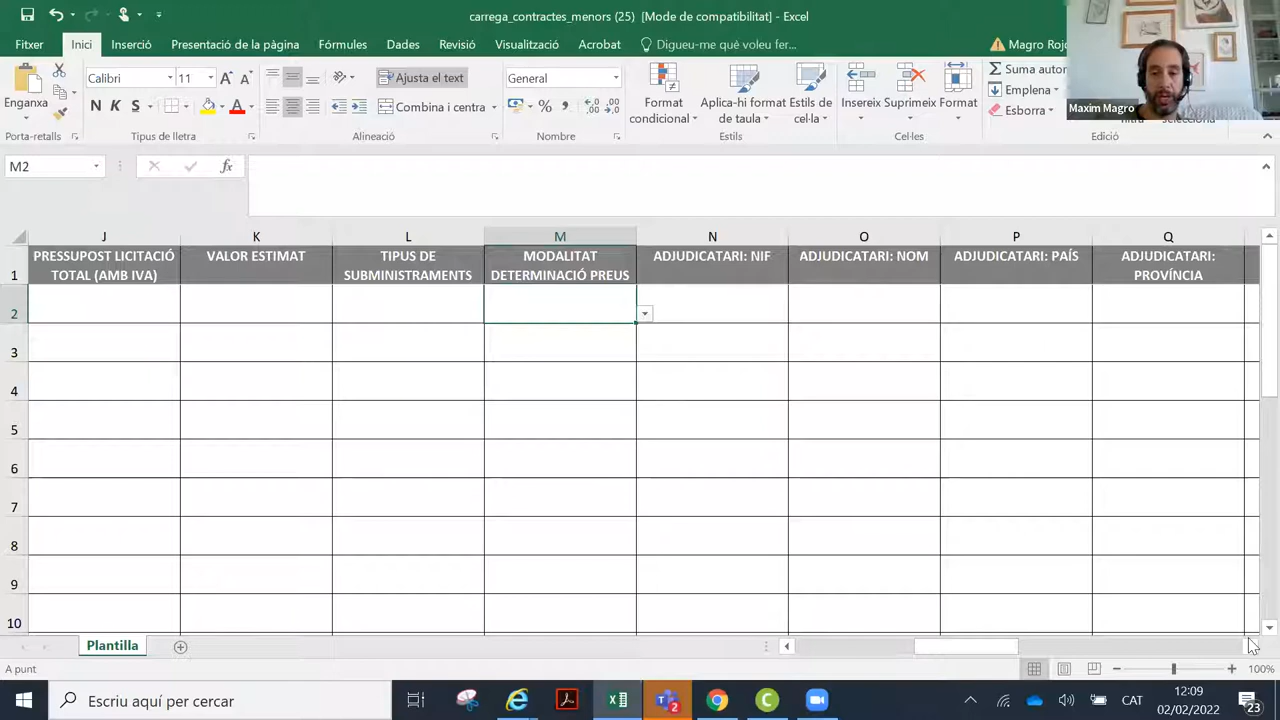 carrega_contractes_menors (25) [Mode de compatibilitat] - Excel
Fitxer Inici Inserció Presentació de la pàgina Fórmules Dades Revisió Visualització Acrobat Digueu-me què voleu fer... Magro Roj
Maxim Magro
Enganxa
Calibri 11
N K S
Ajusta el text
Combina i centra
General
Format condicional
Aplica-hi format de taula
Estils de cel·la
Insereix Suprimeix Format
Suma autor
Emplena
Esborra
Porta-retalls Tipus de lletra Alineació Nombre Estils Cel·les Edició
M2
fx
J K L M N O P Q
1
PRESSUPOST LICITACIÓ TOTAL (AMB IVA)
VALOR ESTIMAT
TIPUS DE SUBMINISTRAMENTS
MODALITAT DETERMINACIÓ PREUS
ADJUDICATARI: NIF
ADJUDICATARI: NOM
ADJUDICATARI: PAÍS
ADJUDICATARI: PROVÍNCIA
2
3
4
5
6
7
8
9
10
Plantilla
A punt
100%
Escriu aquí per cercar
2
CAT
12:09
02/02/2022
23